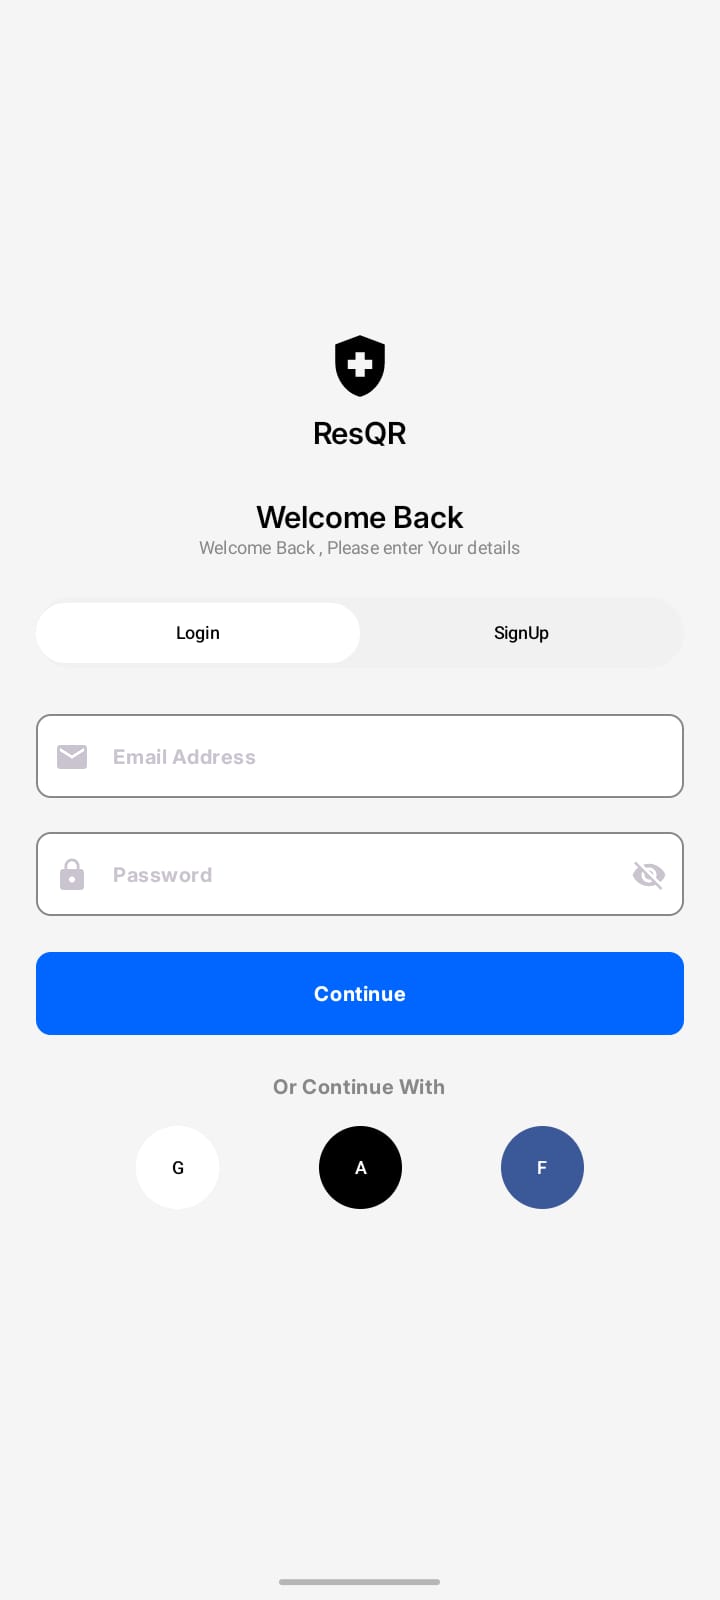 ResQR
Welcome Back
Welcome Back , Please enter Your details
Login SignUp
Email Address
Password
Continue
Or Continue With
G A F